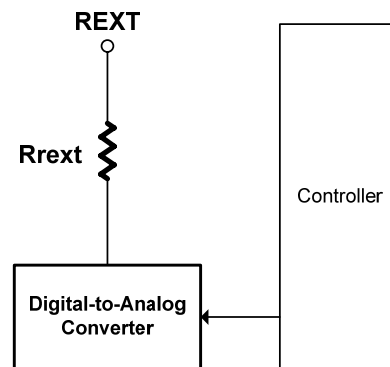 REXT
Rrext
Controller
Digital-to-Analog
Converter